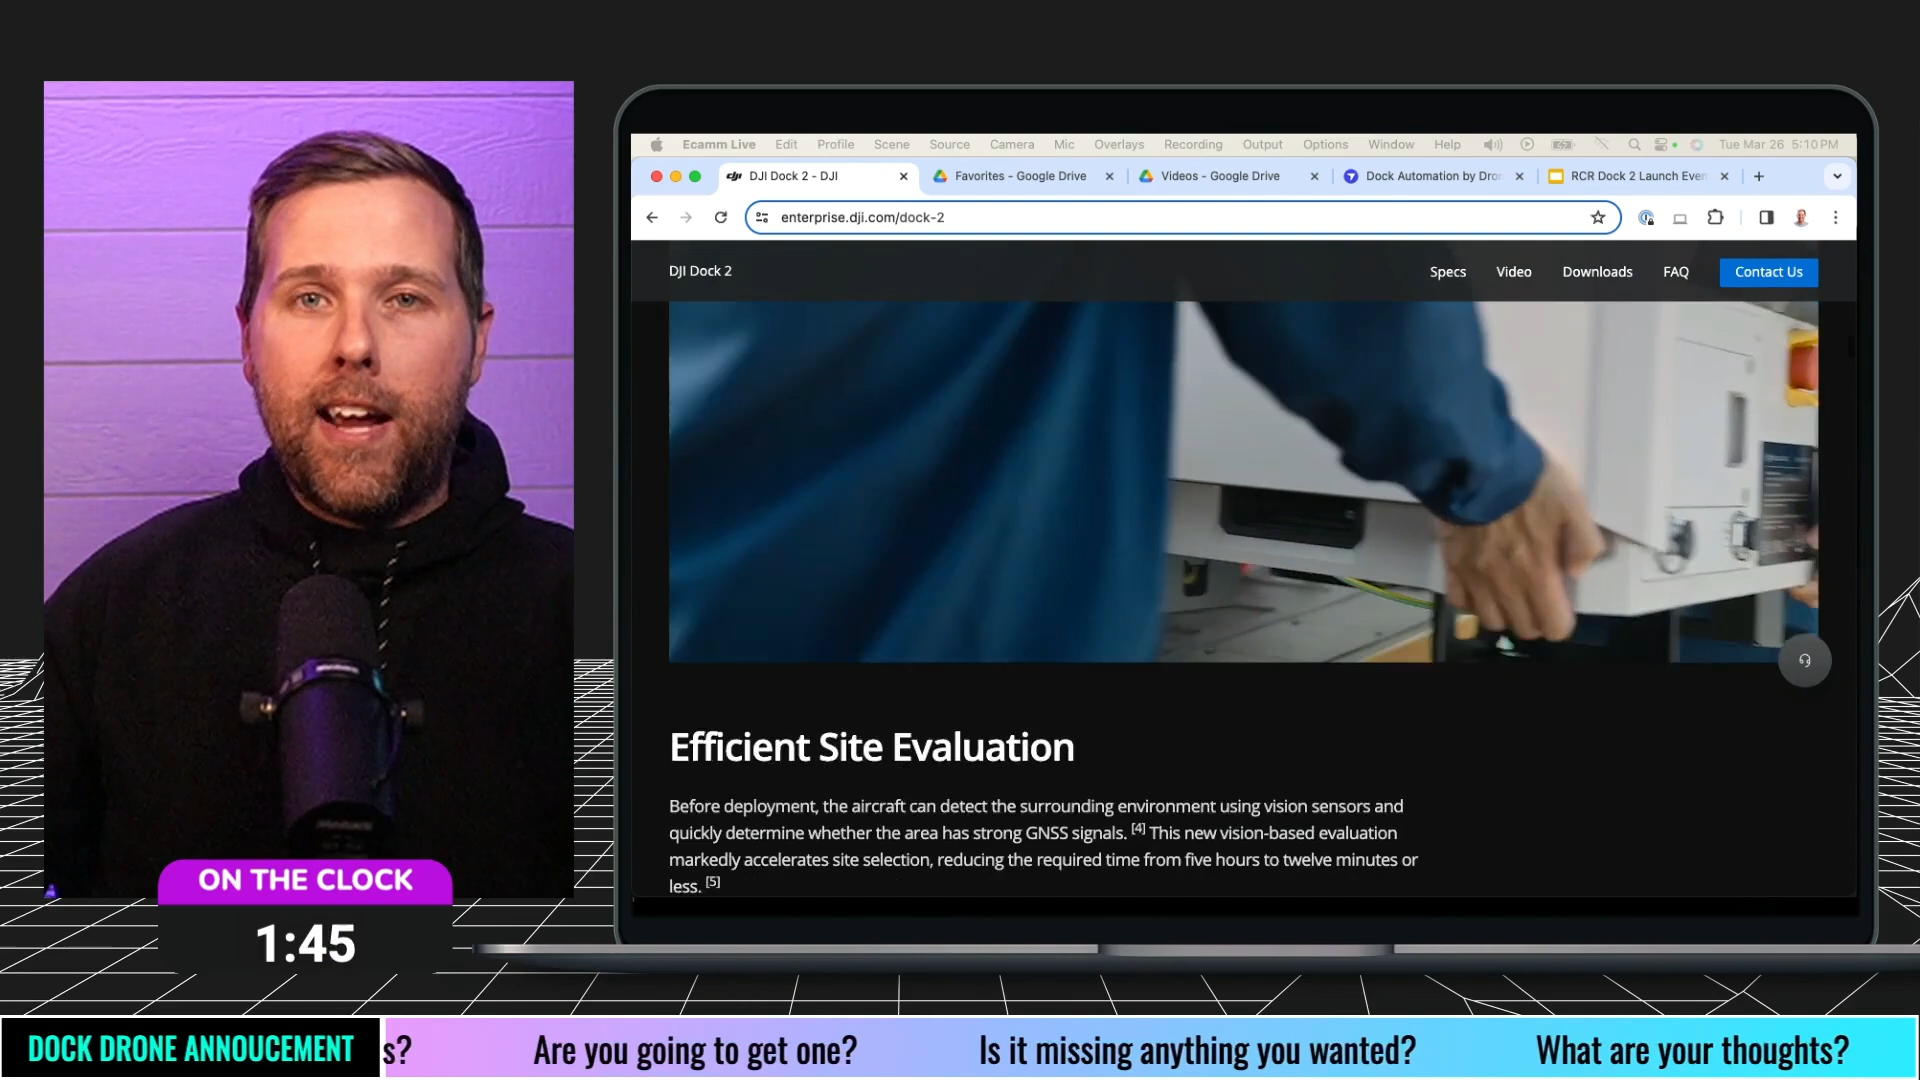 Ecamm Live Edit Profile Scene Source Camera Mic Overlays Recording Output Options Window Help Tue Mar 26 5:10 PM
DJI Dock 2 - DJI Favorites - Google Drive Videos - Google Drive Dock Automation by Dron RCR Dock 2 Launch Even
enterprise.dji.com/dock-2
DJI Dock 2 Specs Video Downloads FAQ Contact Us
Efficient Site Evaluation
Before deployment, the aircraft can detect the surrounding environment using vision sensors and
quickly determine whether the area has strong GNSS signals. [4] This new vision-based evaluation
markedly accelerates site selection, reducing the required time from five hours to twelve minutes or
less. [5]
ON THE CLOCK
1:45
DOCK DRONE ANNOUCEMENT s? Are you going to get one? Is it missing anything you wanted? What are your thoughts?